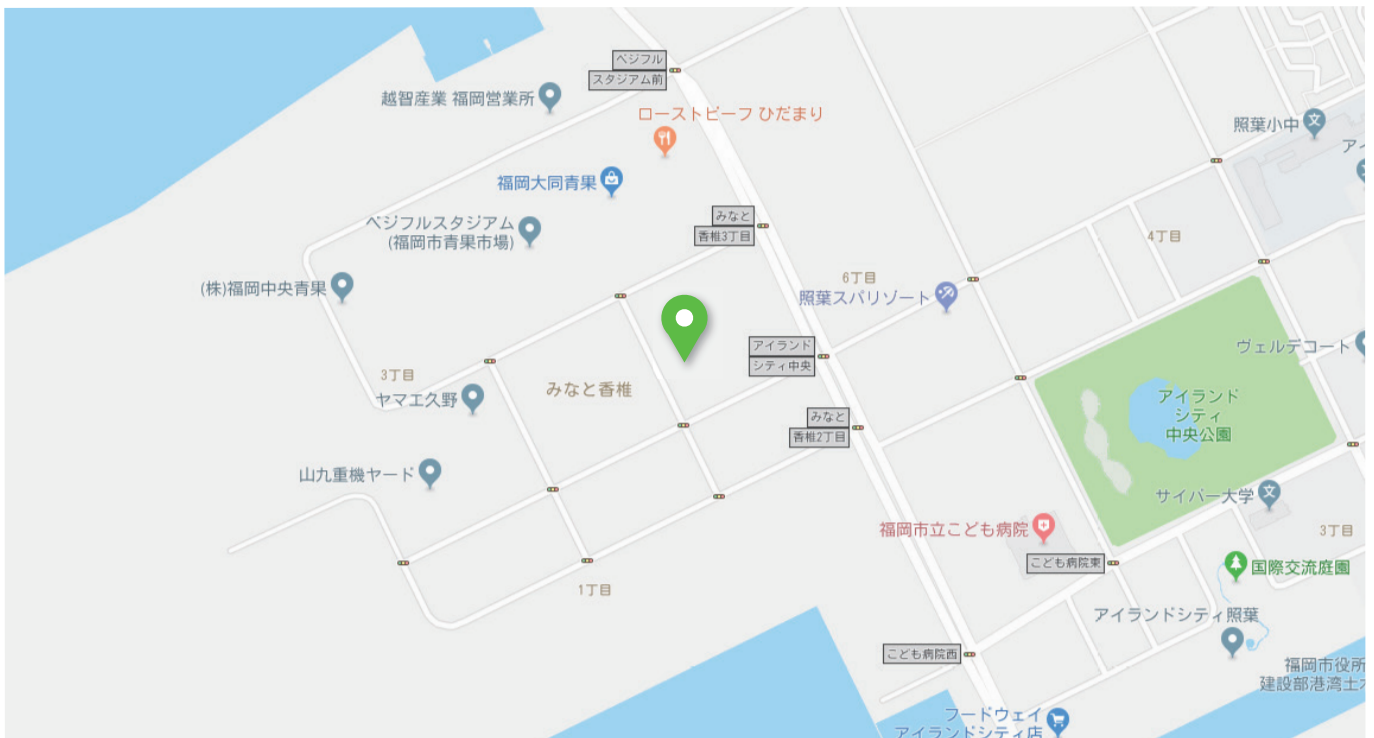 ベジフル
スタジアム前
越智産業 福岡営業所
ローストビーフ ひだまり
照葉小中
ア
福岡大同青果
みなと
香椎3丁目
ベジフルスタジアム
(福岡市青果市場)
4丁目
(株)福岡中央青果
6丁目
照葉スパリゾート
アイランド
シティ中央
ヴェルデコート
3丁目
ヤマエ久野
みなと香椎
みなと
香椎2丁目
アイランド
シティ
中央公園
山九重機ヤード
サイバー大学
福岡市立こども病院
3丁目
こども病院東
国際交流庭園
1丁目
アイランドシティ照葉
こども病院西
福岡市役所
建設部港湾土
フードウェイ
アイランドシティ店